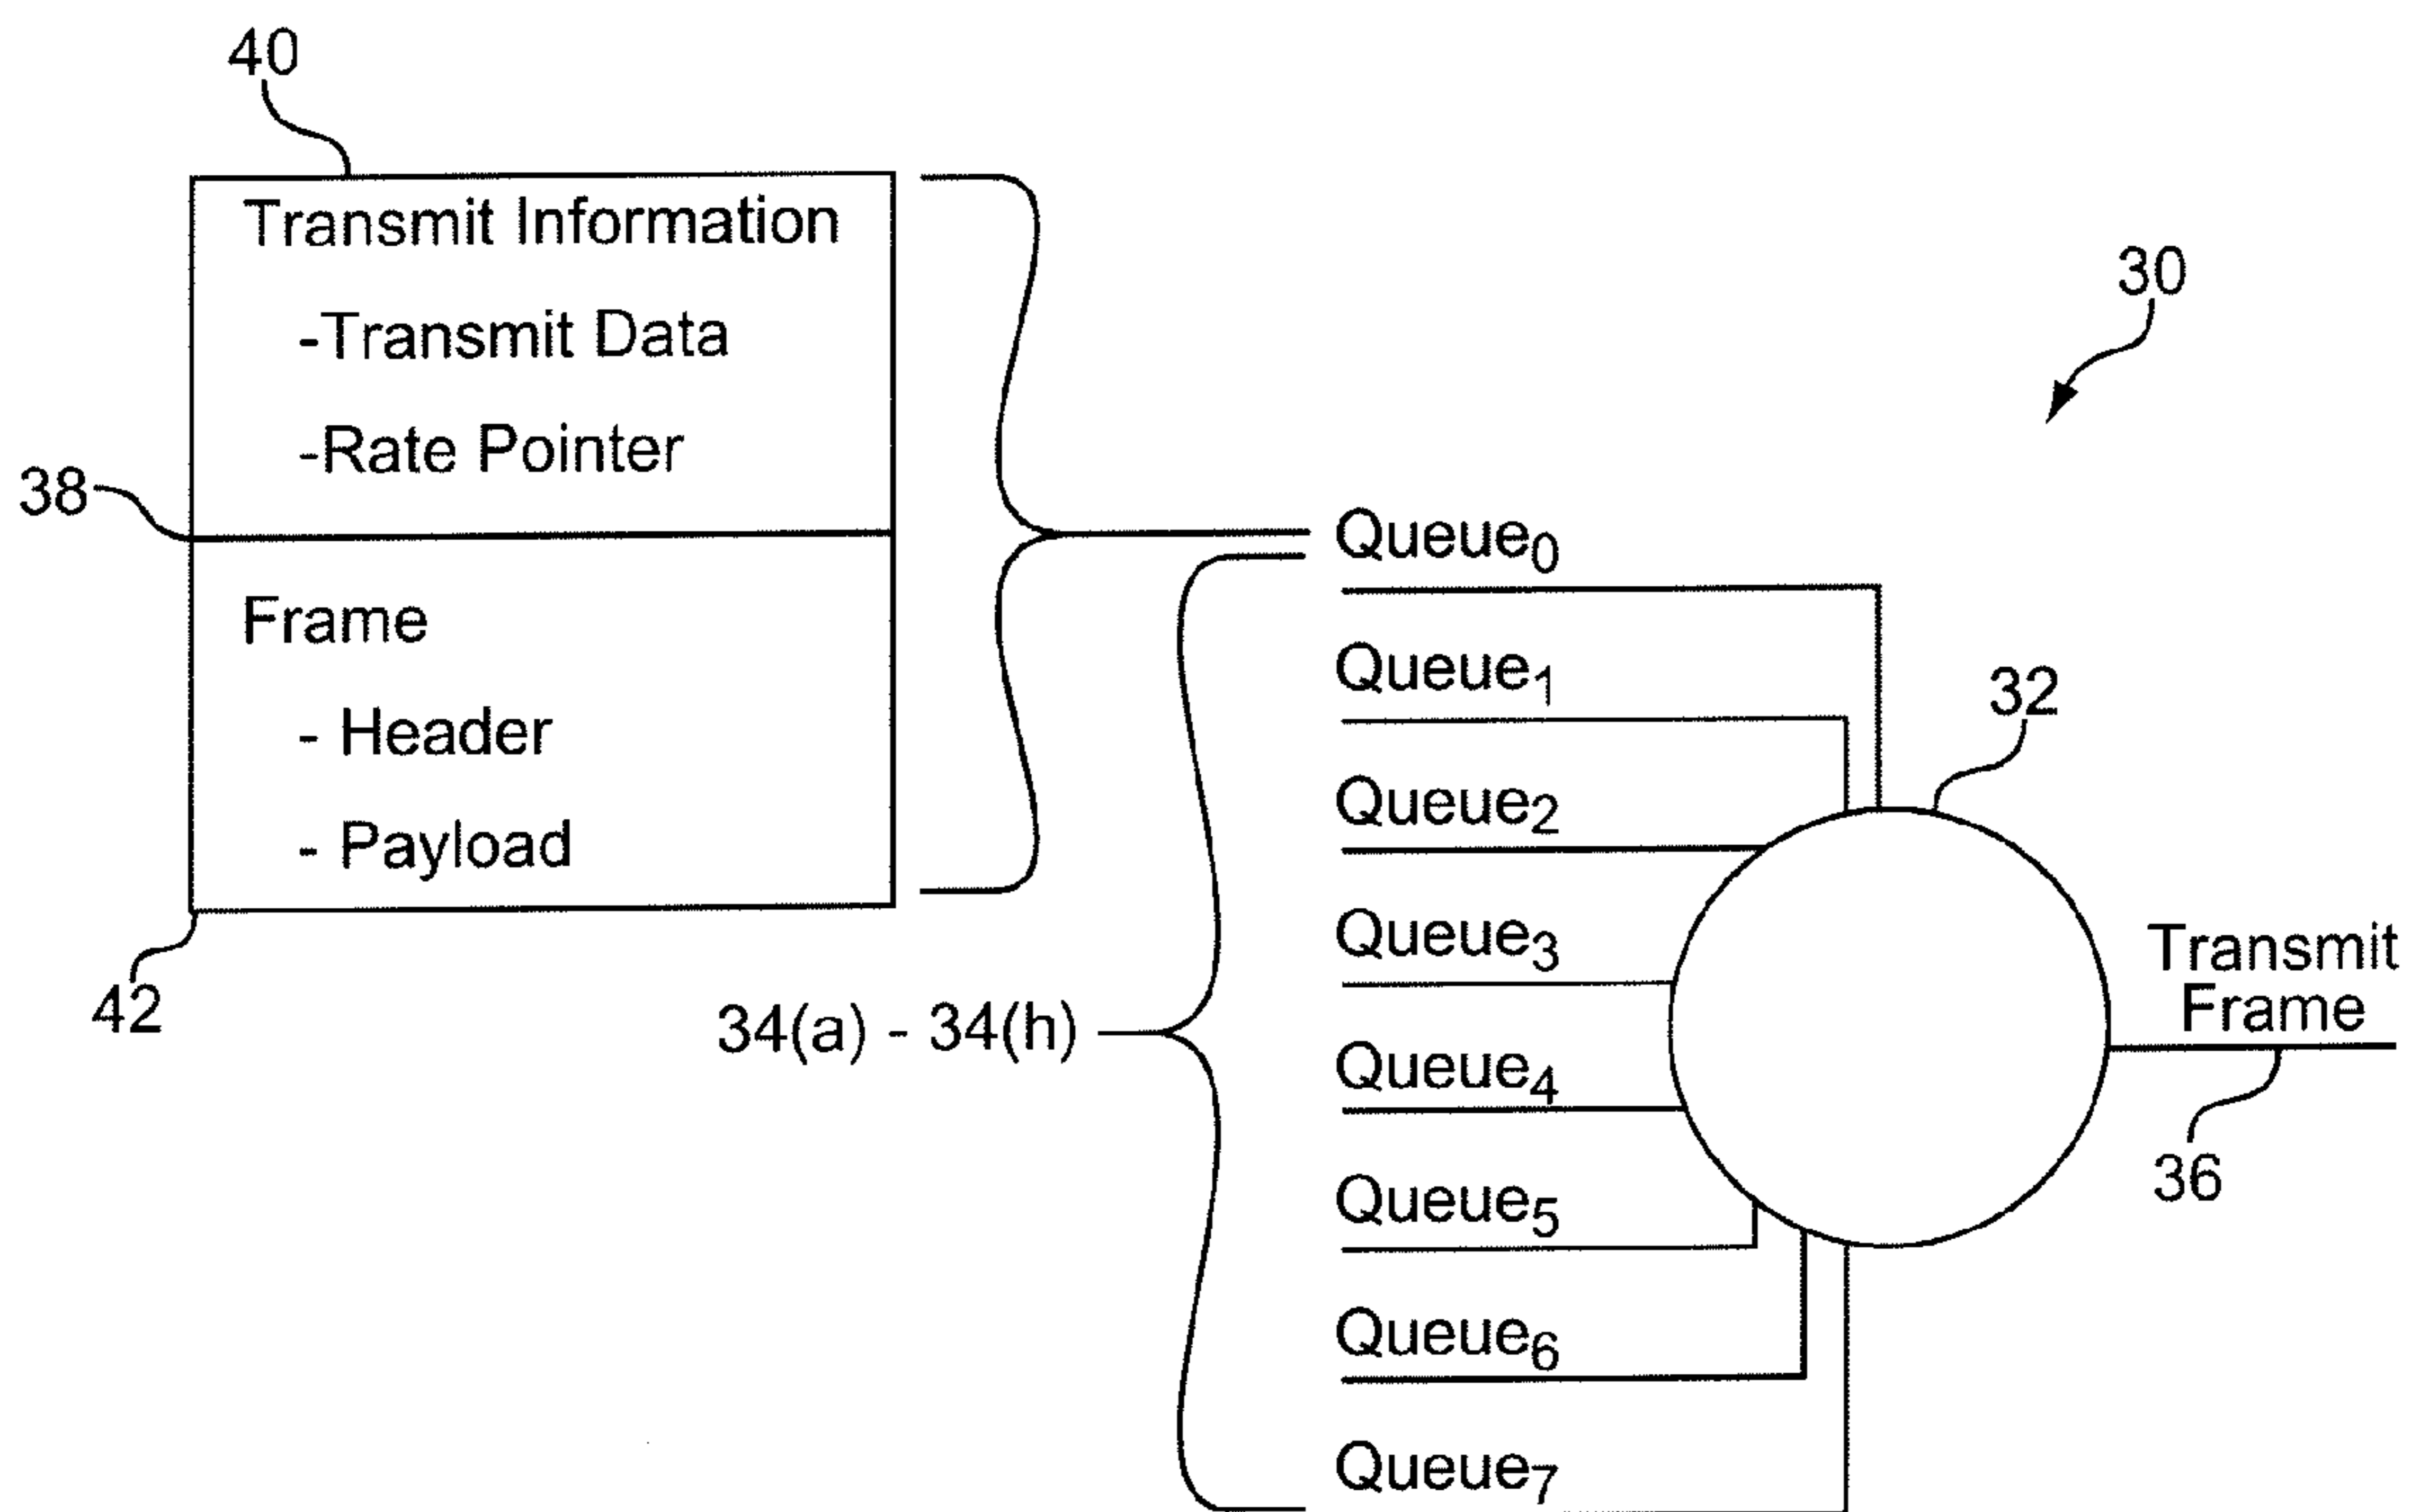 40
Transmit Information
-Transmit Data
-Rate Pointer
38
Frame
- Header
- Payload
42
30
Queue0
Queue1
Queue2
Queue3
Queue4
Queue5
Queue6
Queue7
34(a) - 34(h)
32
Transmit
Frame
36